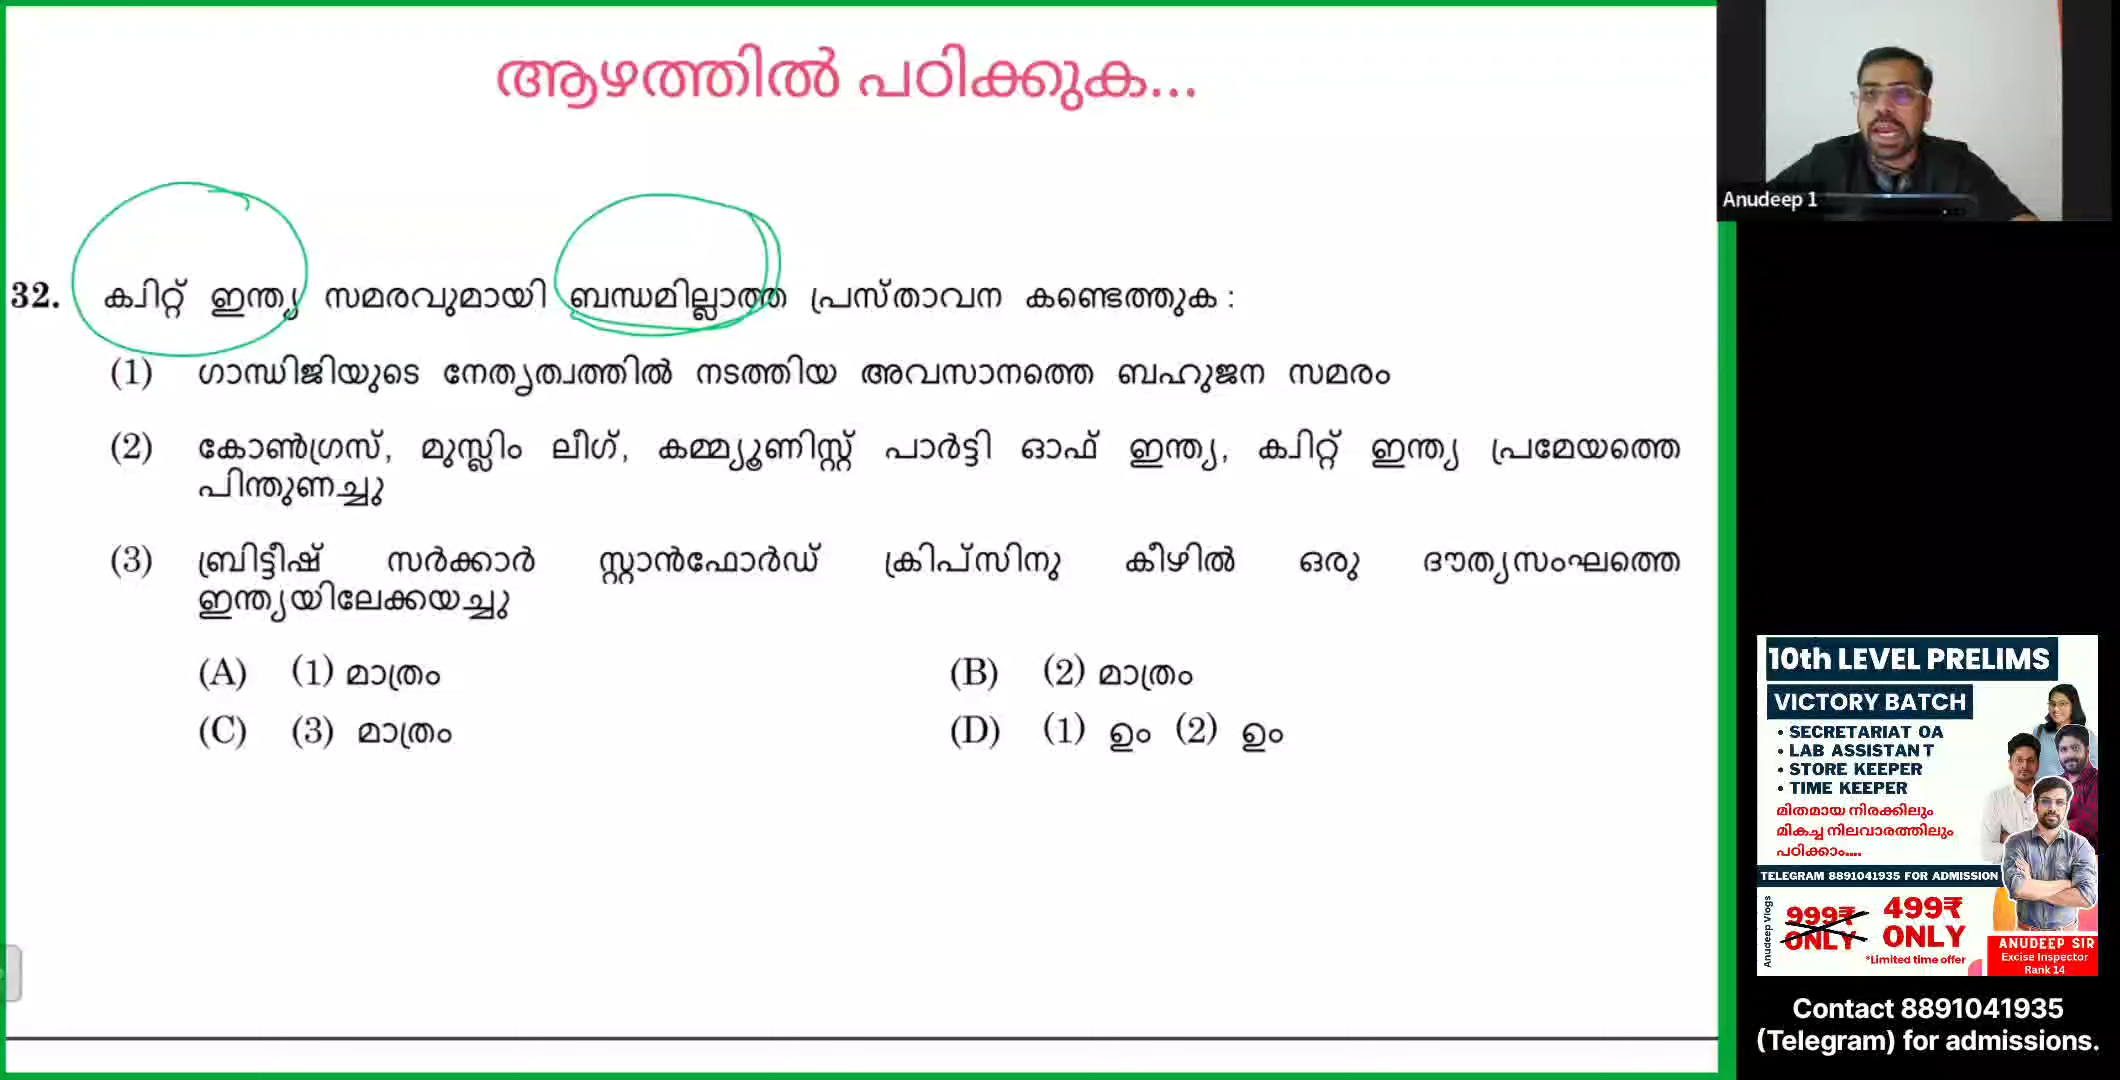 ആഴത്തിൽ പഠിക്കുക...
Anudeep 1
32. ക്വിറ്റ് ഇന്ത്യ സമരവുമായി ബന്ധമില്ലാത്ത പ്രസ്താവന കണ്ടെത്തുക :
(1) ഗാന്ധിജിയുടെ നേതൃത്വത്തിൽ നടത്തിയ അവസാനത്തെ ബഹുജന സമരം
(2) കോൺഗ്രസ്, മുസ്ലിം ലീഗ്, കമ്മ്യൂണിസ്റ്റ് പാർട്ടി ഓഫ് ഇന്ത്യ, ക്വിറ്റ് ഇന്ത്യ പ്രമേയത്തെ
പിന്തുണച്ചു
(3) ബ്രിട്ടീഷ് സർക്കാർ സ്റ്റാൻഫോർഡ് ക്രിപ്സിനു കീഴിൽ ഒരു ദൗത്യസംഘത്തെ
ഇന്ത്യയിലേക്കയച്ചു
(A) (1) മാത്രം (B) (2) മാത്രം
(C) (3) മാത്രം (D) (1) ഉം (2) ഉം
10th LEVEL PRELIMS
VICTORY BATCH
• SECRETARIAT OA
• LAB ASSISTANT
• STORE KEEPER
• TIME KEEPER
മിതമായ നിരക്കിലും
മികച്ച നിലവാരത്തിലും
പഠിക്കാം....
TELEGRAM 8891041935 FOR ADMISSION
Anudeep Vlogs
999₹ ONLY
499₹
ONLY
*Limited time offer
ANUDEEP SIR
Excise Inspector
Rank 14
Contact 8891041935
(Telegram) for admissions.